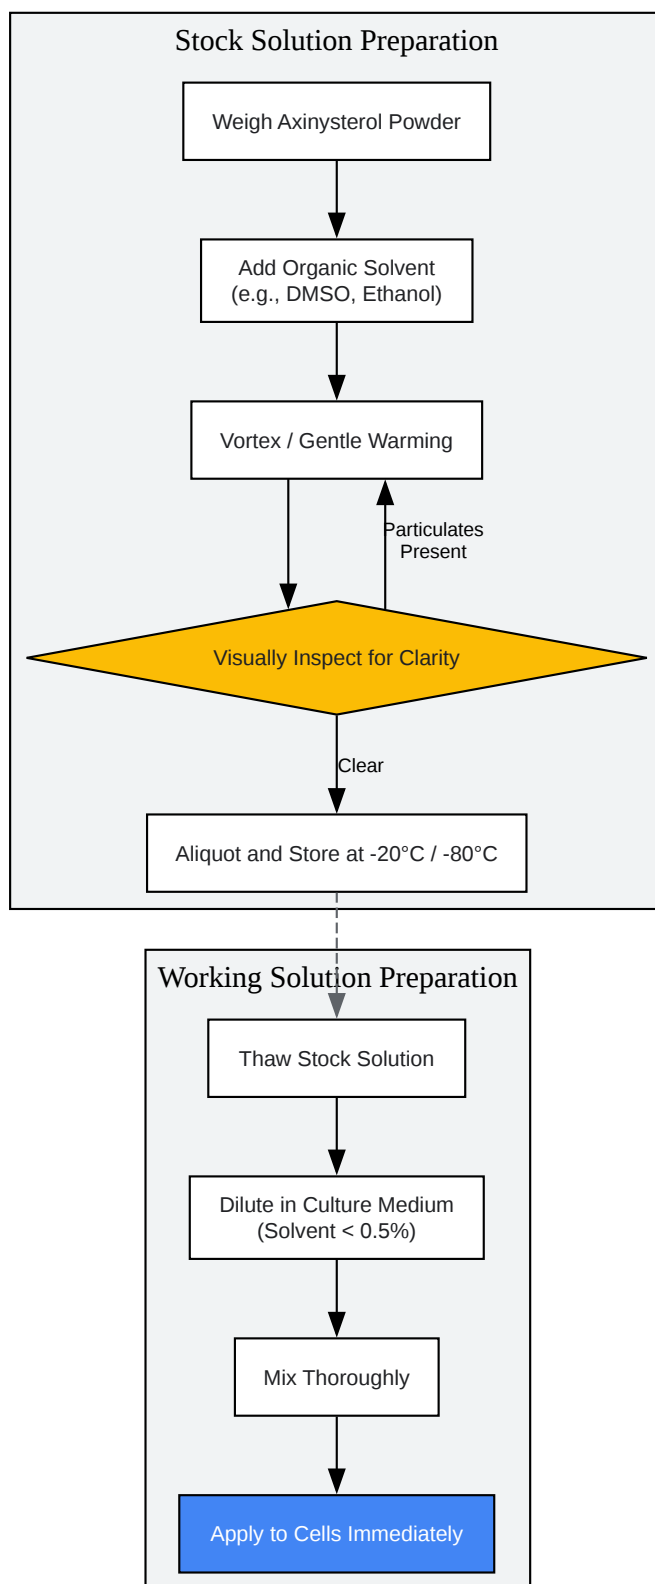 Stock Solution Preparation
Weigh Axinysterol Powder
Add Organic Solvent
(e.g., DMSO, Ethanol)
Vortex / Gentle Warming
Particulates
Present
Visually Inspect for Clarity
Clear
Aliquot and Store at -20°C / -80°C
Working Solution Preparation
Thaw Stock Solution
Dilute in Culture Medium
(Solvent < 0.5%)
Mix Thoroughly
Apply to Cells Immediately